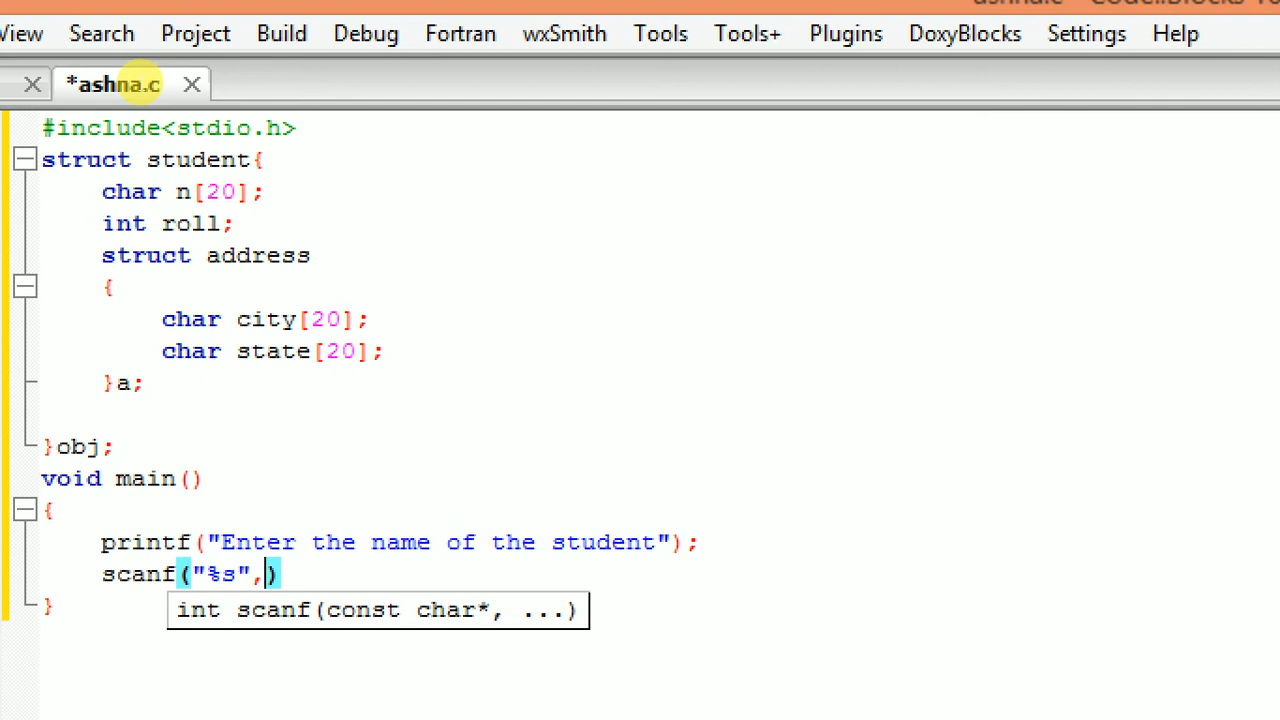 View Search Project Build Debug Fortran wxSmith Tools Tools+ Plugins DoxyBlocks Settings Help
*ashna.c
#include<stdio.h>
struct student{
char n[20];
int roll;
struct address
{
char city[20];
char state[20];
}a;
}obj;
void main()
{
printf("Enter the name of the student");
scanf("%s",)
int scanf(const char*, ...)
}